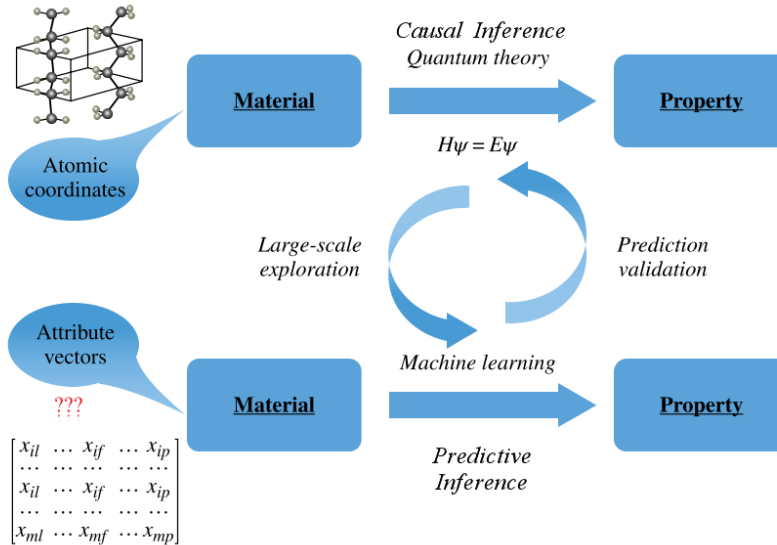 Causal Inference
Quantum theory
Material
Property
Atomic
coordinates
Hψ = Eψ
Large-scale
exploration
Prediction
validation
Attribute
vectors
Machine learning
Material
Property
???
Predictive
Inference
x_il … x_if … x_ip
… … … … …
x_il … x_if … x_ip
… … … … …
x_ml … x_mf … x_mp